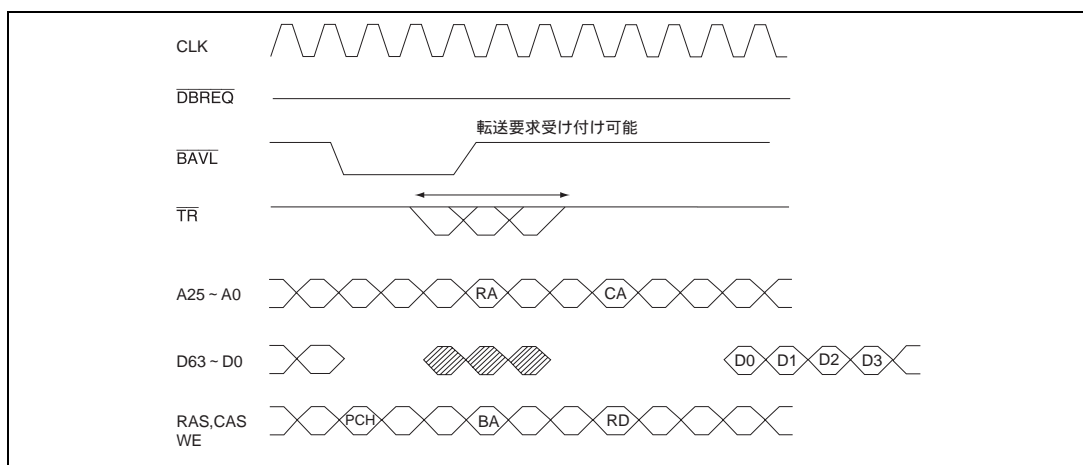 CLK
DBREQ
転送要求受け付け可能
BAVL
TR
A25 ~ A0
RA
CA
D63 ~ D0
D0 D1 D2 D3
RAS,CAS
WE
PCH
BA
RD